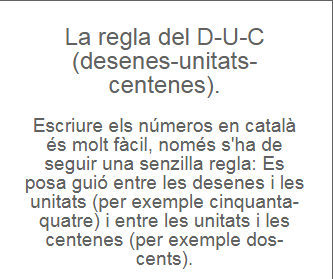 La regla del D-U-C
(desenes-unitats-
centenes).
Escriure els números en català
és molt fàcil, només s'ha de
seguir una senzilla regla: Es
posa guió entre les desenes i les
unitats (per exemple cinquanta-
quatre) i entre les unitats i les
centenes (per exemple dos-
cents).